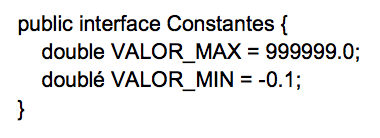 public interface Constantes {
double VALOR_MAX = 999999.0;
doublé VALOR_MIN = -0.1;
}